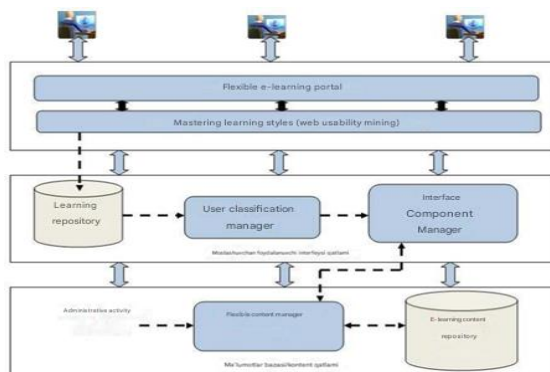 Flexible e-learning portal
Mastering learning styles (web usability mining)
Learning
repository
User classification
manager
Interface
Component
Manager
Moslashuvchan foydalanuvchi interfeysi qatlami
Administrative activity
Flexible content manager
E-learning content
repository
Ma'lumotlar bazasi/kontent qatlami